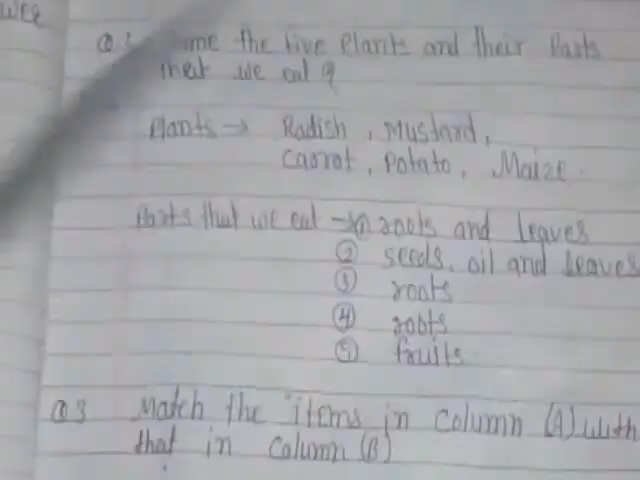 me the five Plants and their Parts
that we eat ?
Plants → Radish, Mustard,
Carrot, Potato, Maize.
Parts that we eat → ① roots and leaves
② seeds, oil and leaves
③ roots
④ roots
⑤ fruits
Q3 Match the items in column (A) with
that in column (B)